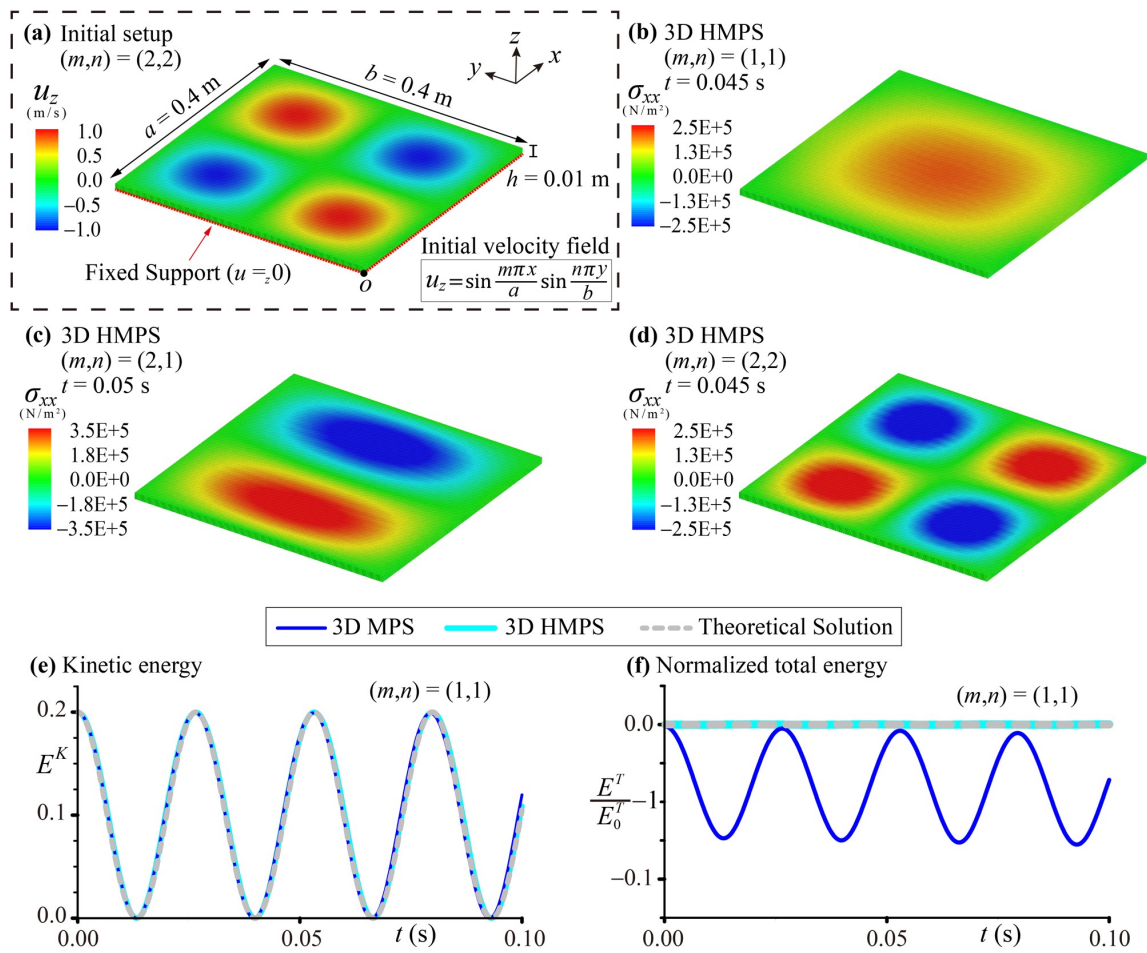 (a) Initial setup
(m,n) = (2,2)
u_z
(m/s)
1.0
0.5
0.0
−0.5
−1.0
a = 0.4 m
b = 0.4 m
z
y
x
h = 0.01 m
Fixed Support (u =_z0)
o
Initial velocity field
u_z=sin mπx/a sin nπy/b
(b) 3D HMPS
(m,n) = (1,1)
t = 0.045 s
σ_xx
(N/m²)
2.5E+5
1.3E+5
0.0E+0
−1.3E+5
−2.5E+5
(c) 3D HMPS
(m,n) = (2,1)
t = 0.05 s
σ_xx
(N/m²)
3.5E+5
1.8E+5
0.0E+0
−1.8E+5
−3.5E+5
(d) 3D HMPS
(m,n) = (2,2)
t = 0.045 s
σ_xx
(N/m²)
2.5E+5
1.3E+5
0.0E+0
−1.3E+5
−2.5E+5
3D MPS 3D HMPS Theoretical Solution
(e) Kinetic energy
(m,n) = (1,1)
0.2
E^K
0.1
0.0
0.00 0.05 t (s) 0.10
(f) Normalized total energy
(m,n) = (1,1)
0.0
E^T/E_0^T
−1
−0.1
0.00 0.05 t (s) 0.10